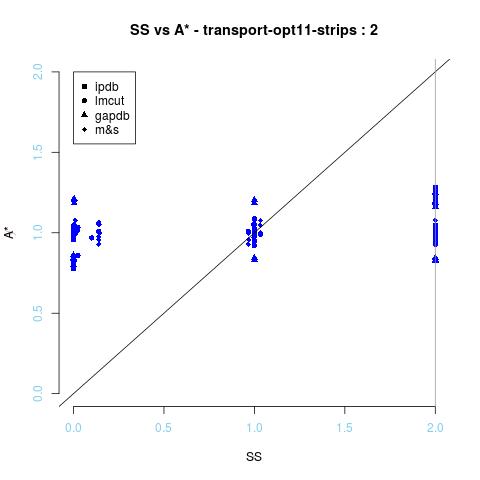 SS vs A* - transport-opt11-strips : 2
ipdb
lmcut
gapdb
m&s
2.0
1.5
1.0
0.5
0.0
A*
0.0 0.5 1.0 1.5 2.0
SS